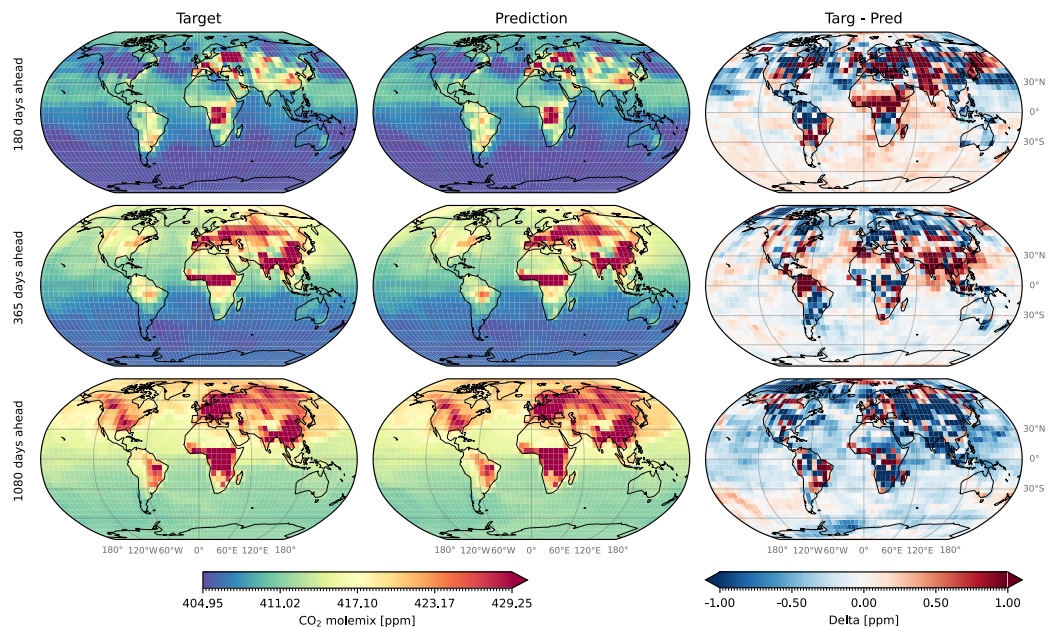 Target Prediction Targ - Pred
180 days ahead
30°N
0°
30°S
365 days ahead
30°N
0°
30°S
1080 days ahead
30°N
0°
30°S
180° 120°W 60°W 0° 60°E 120°E 180° 180° 120°W 60°W 0° 60°E 120°E 180° 180° 120°W 60°W 0° 60°E 120°E 180°
404.95 411.02 417.10 423.17 429.25 -1.00 -0.50 0.00 0.50 1.00
CO₂ molemix [ppm] Delta [ppm]